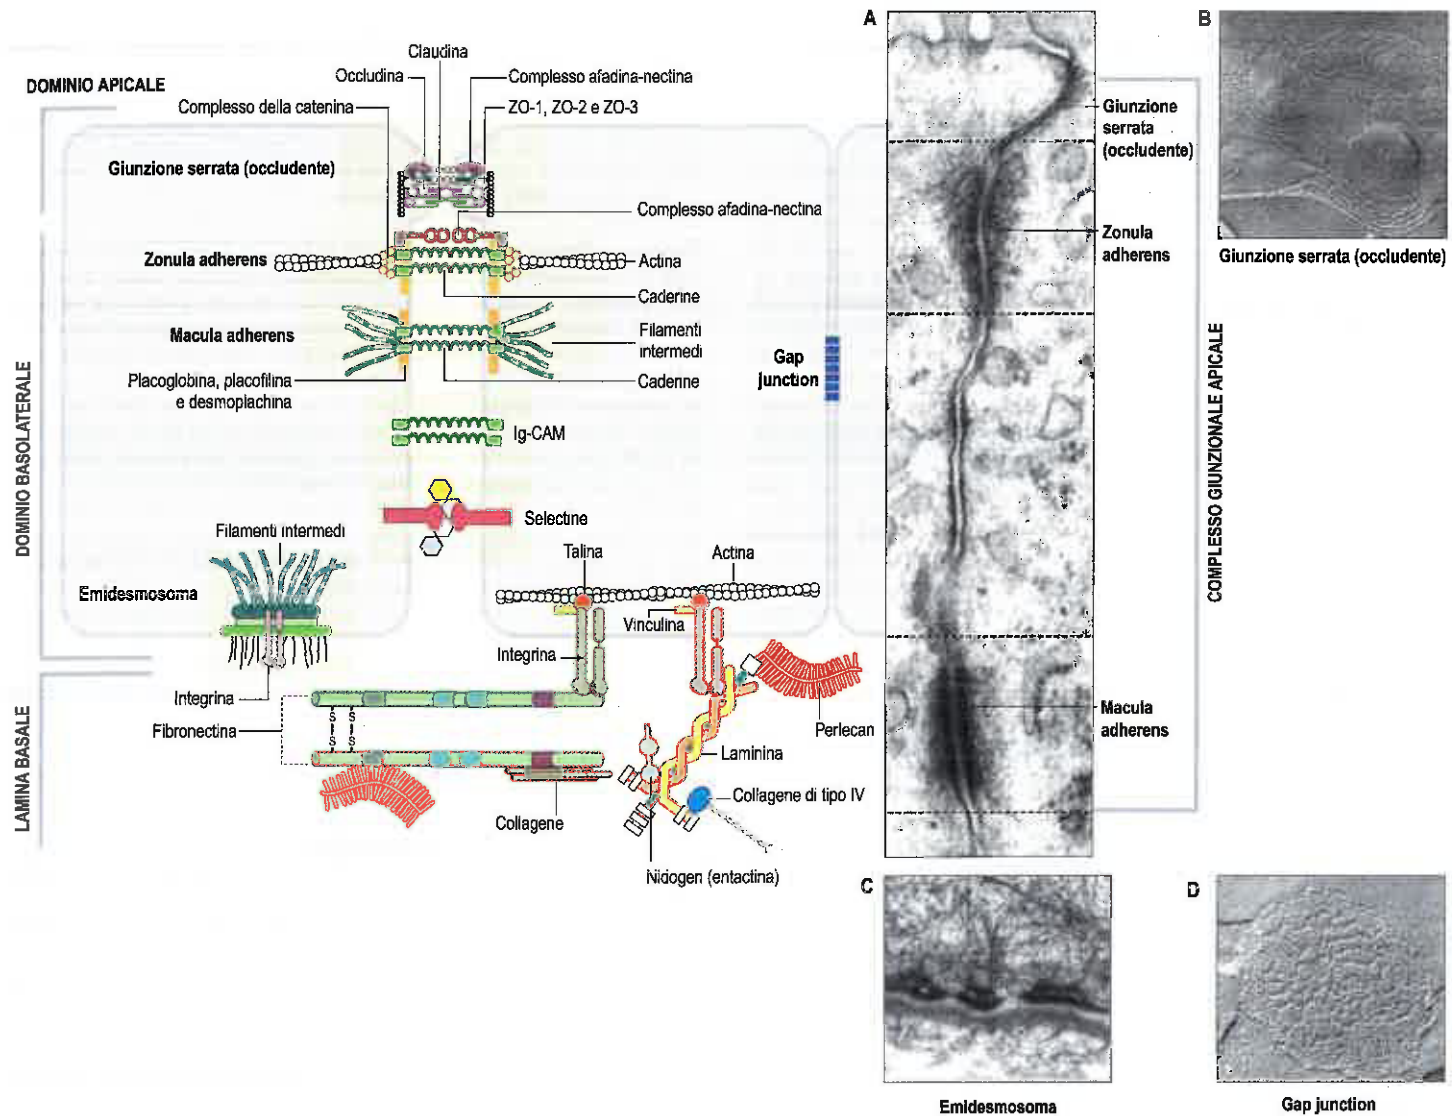 A
B
Claudina
DOMINIO APICALE
Occludina
Complesso afadina-nectina
Complesso della catenina
ZO-1, ZO-2 e ZO-3
Giunzione serrata (occludente)
Complesso afadina-nectina
Zonula adherens
Actina
Caderine
Macula adherens
Filamenti
intermedi
Placoglobina, placofilina
e desmoplachina
Caderine
Gap
junction
Ig-CAM
Selectine
DOMINIO BASOLATERALE
Filamenti intermedi
Emidesmosoma
Talina
Actina
Vinculina
Integrina
Integrina
Fibronectina
S
S
S
S
Perlecan
Laminina
Collagene di tipo IV
Collagene
Nidogen (entactina)
LAMINA BASALE
Giunzione
serrata
(occludente)
Zonula
adherens
Macula
adherens
COMPLESSO GIUNZIONALE APICALE
Giunzione serrata (occludente)
C
D
Emidesmosoma
Gap junction